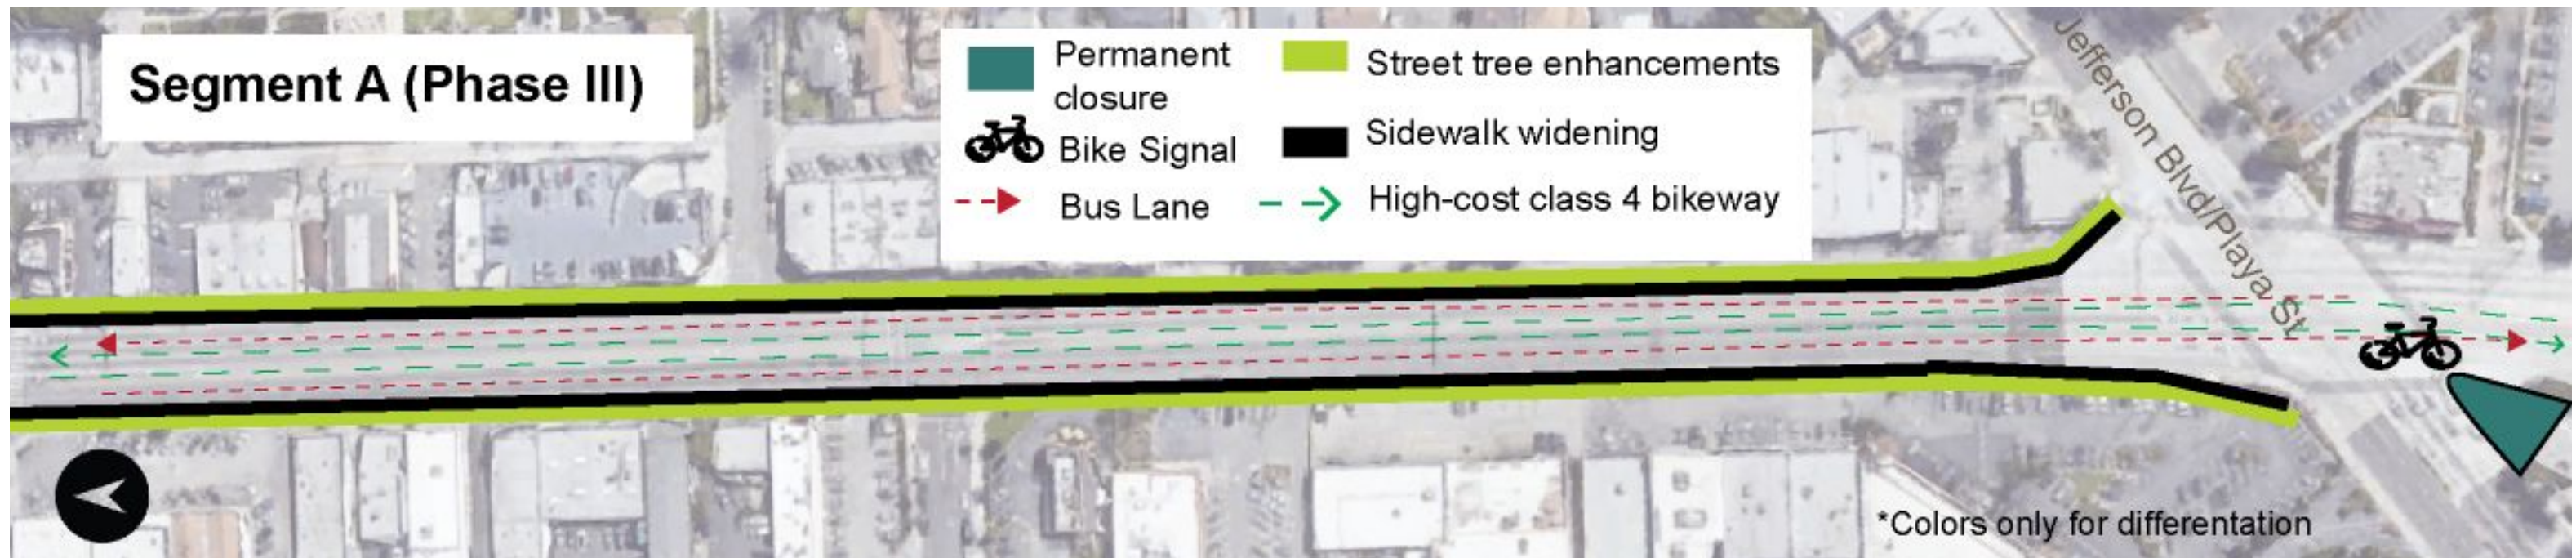 Segment A (Phase III)
Permanent
closure
Bike Signal
Bus Lane
Street tree enhancements
Sidewalk widening
High-cost class 4 bikeway
Jefferson Blvd/Playa St
*Colors only for differentation